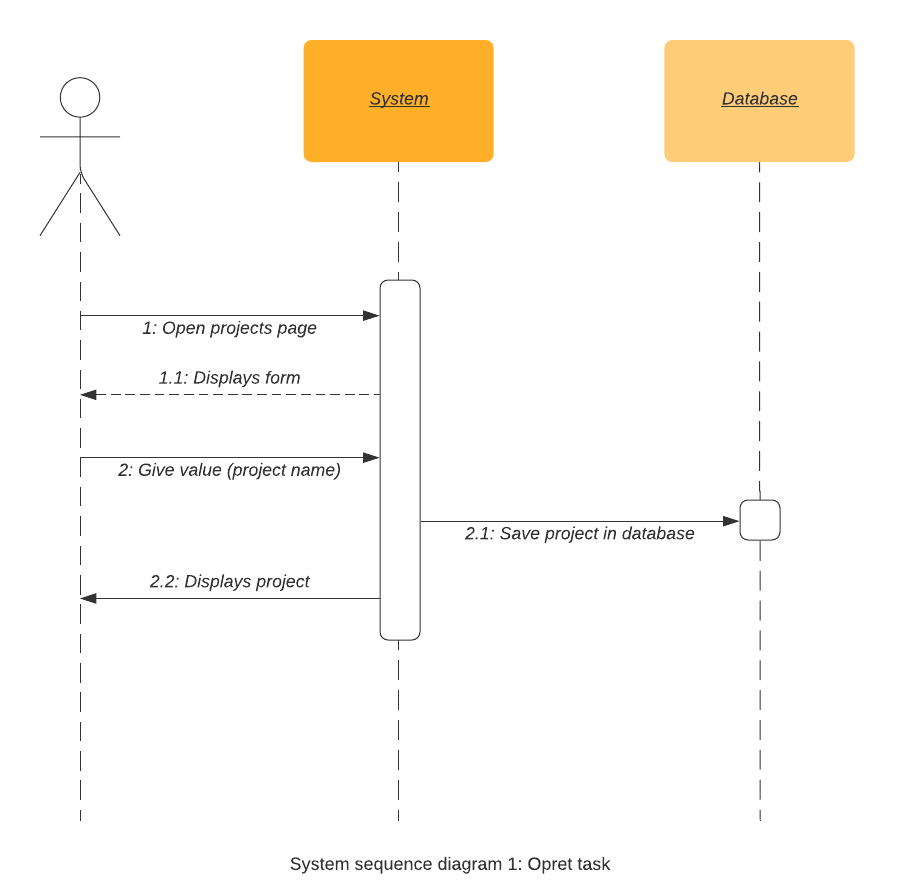 System
Database
1: Open projects page
1.1: Displays form
2: Give value (project name)
2.1: Save project in database
2.2: Displays project
System sequence diagram 1: Opret task